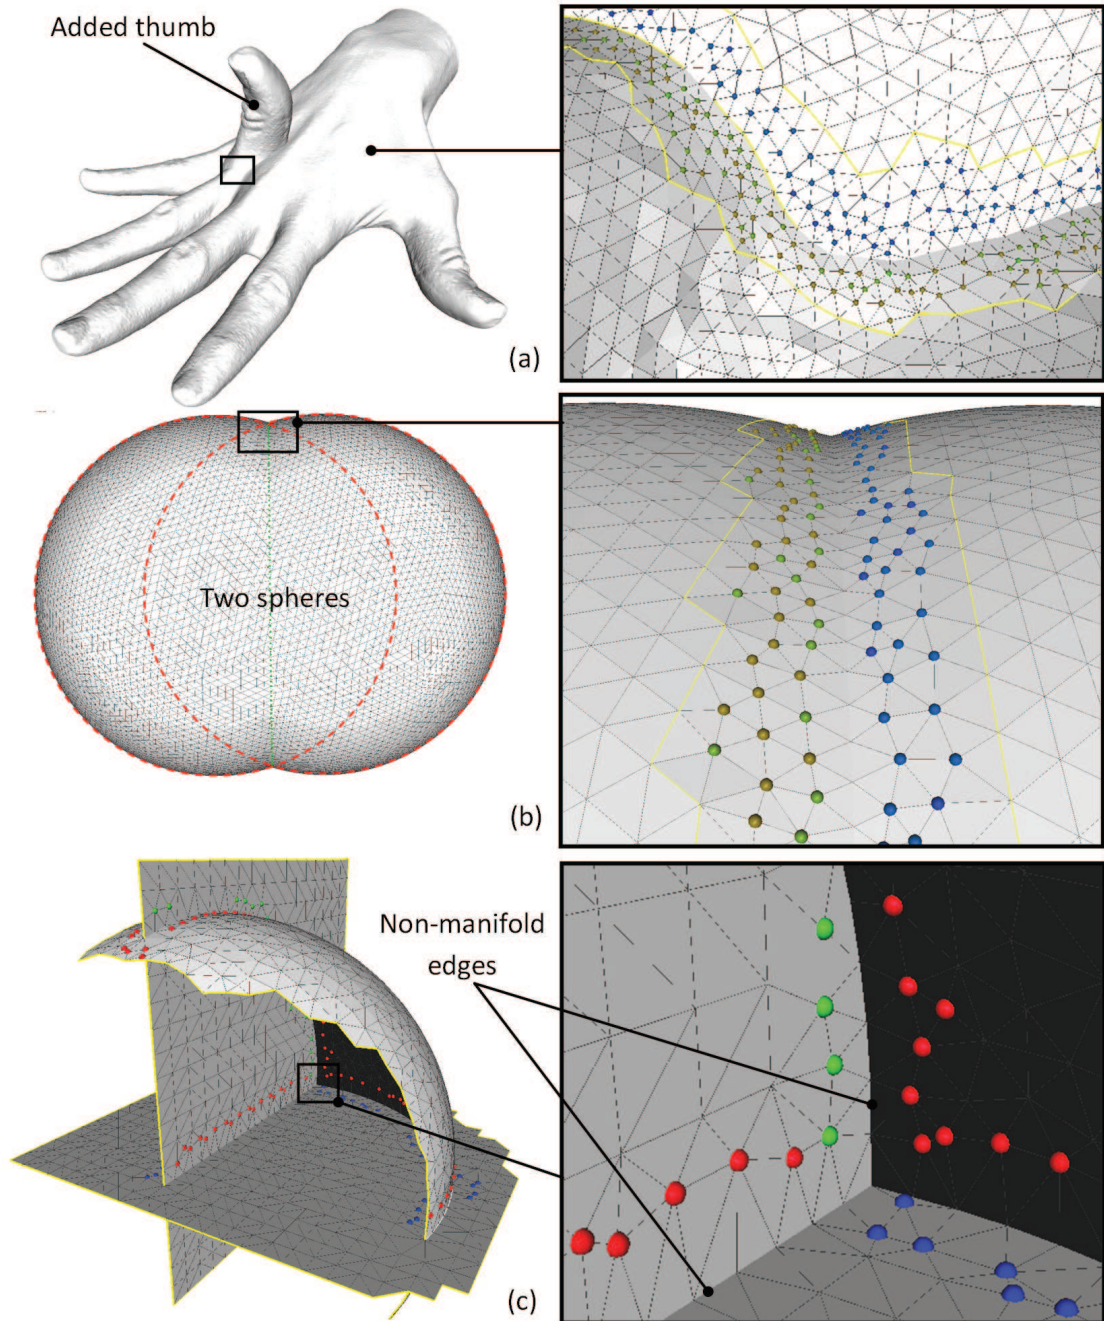 Added thumb
(a)
Two spheres
(b)
Non-manifold
edges
(c)